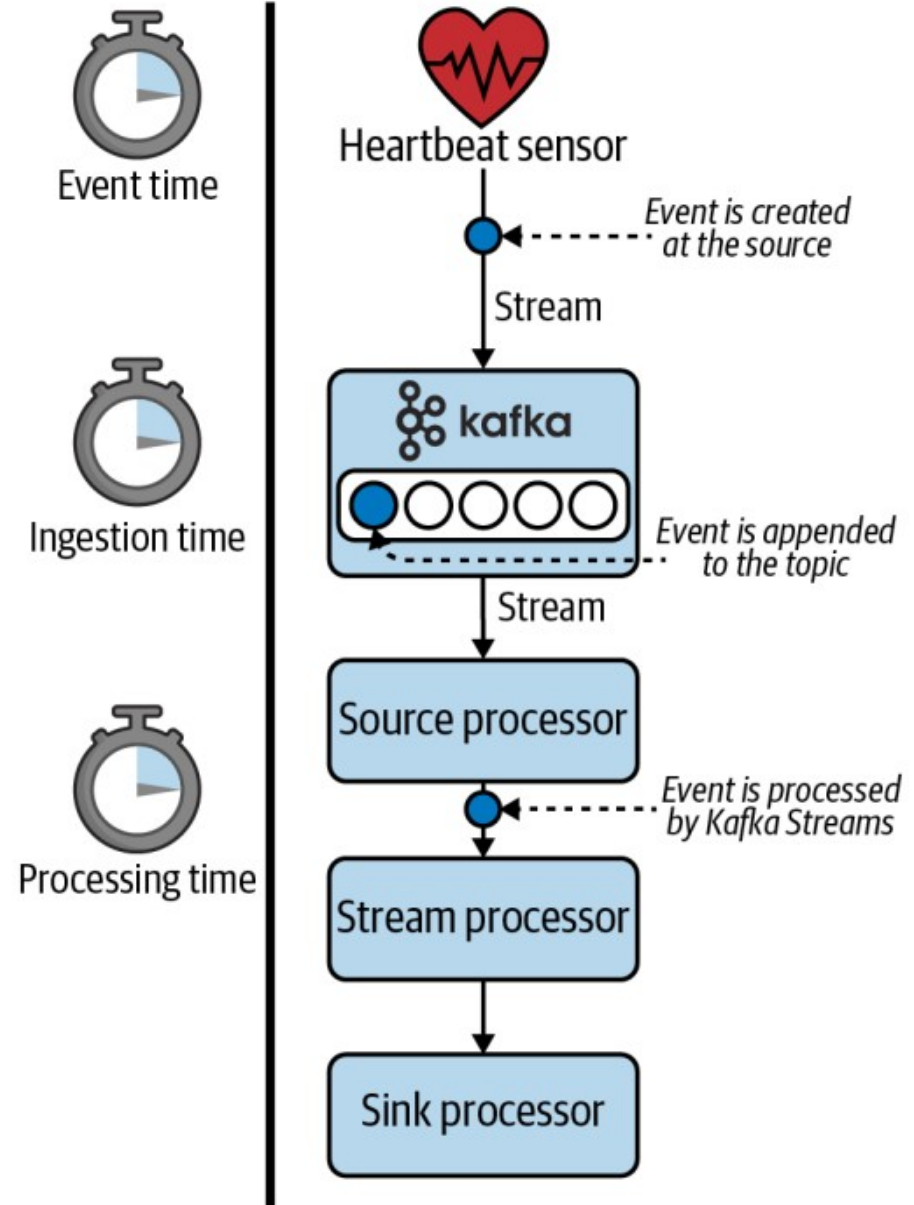 Event time
Heartbeat sensor
Event is created
at the source
Stream
kafka
Ingestion time
Event is appended
to the topic
Stream
Source processor
Processing time
Event is processed
by Kafka Streams
Stream processor
Sink processor